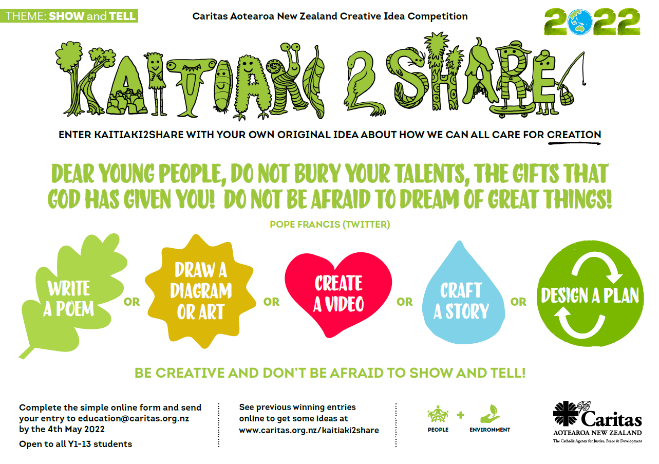 THEME: SHOW and TELL
Caritas Aotearoa New Zealand Creative Idea Competition
2022
KAITIAKI 2 SHARE
ENTER KAITIAKI2SHARE WITH YOUR OWN ORIGINAL IDEA ABOUT HOW WE CAN ALL CARE FOR CREATION
DEAR YOUNG PEOPLE, DO NOT BURY YOUR TALENTS, THE GIFTS THAT
GOD HAS GIVEN YOU! DO NOT BE AFRAID TO DREAM OF GREAT THINGS!
POPE FRANCIS (TWITTER)
WRITE
A POEM
OR
DRAW A
DIAGRAM
OR ART
OR
CREATE
A VIDEO
OR
CRAFT
A STORY
OR
DESIGN A PLAN
BE CREATIVE AND DON'T BE AFRAID TO SHOW AND TELL!
Complete the simple online form and send
your entry to education@caritas.org.nz
by the 4th May 2022
Open to all Y1-13 students
See previous winning entries
online to get some ideas at
www.caritas.org.nz/kaitiaki2share
PEOPLE
+
ENVIRONMENT
Caritas
AOTEAROA NEW ZEALAND
The Catholic Agency for Justice, Peace & Development